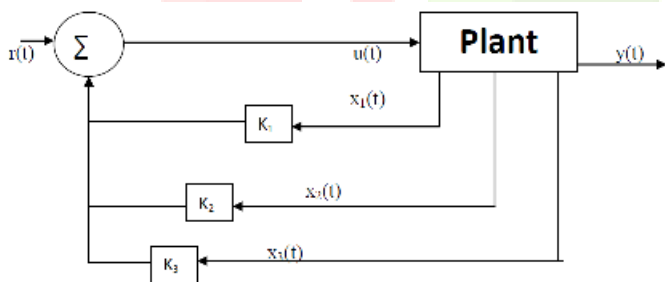 Plant
Σ
r(t)
u(t)
y(t)
x₁(t)
K₁
x₂(t)
K₂
x₃(t)
K₃